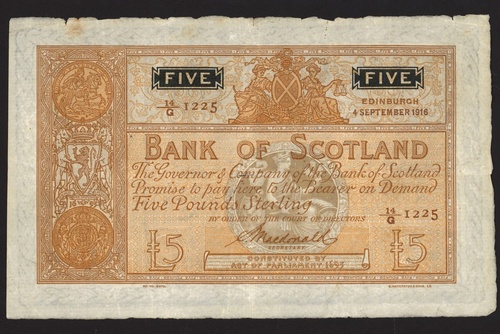 FIVE FIVE
14/G 1225 EDINBURGH
4 SEPTEMBER 1916
BANK OF SCOTLAND
The Governor & Company of the Bank of Scotland
Promise to pay here to the Bearer on Demand
Five Pounds Sterling
BY ORDER OF THE COURT OF DIRECTORS
14/G 1225
Macdonald
SECRETARY
£5 £5
CONSTITUTED BY
ACT OF PARLIAMENT 1695